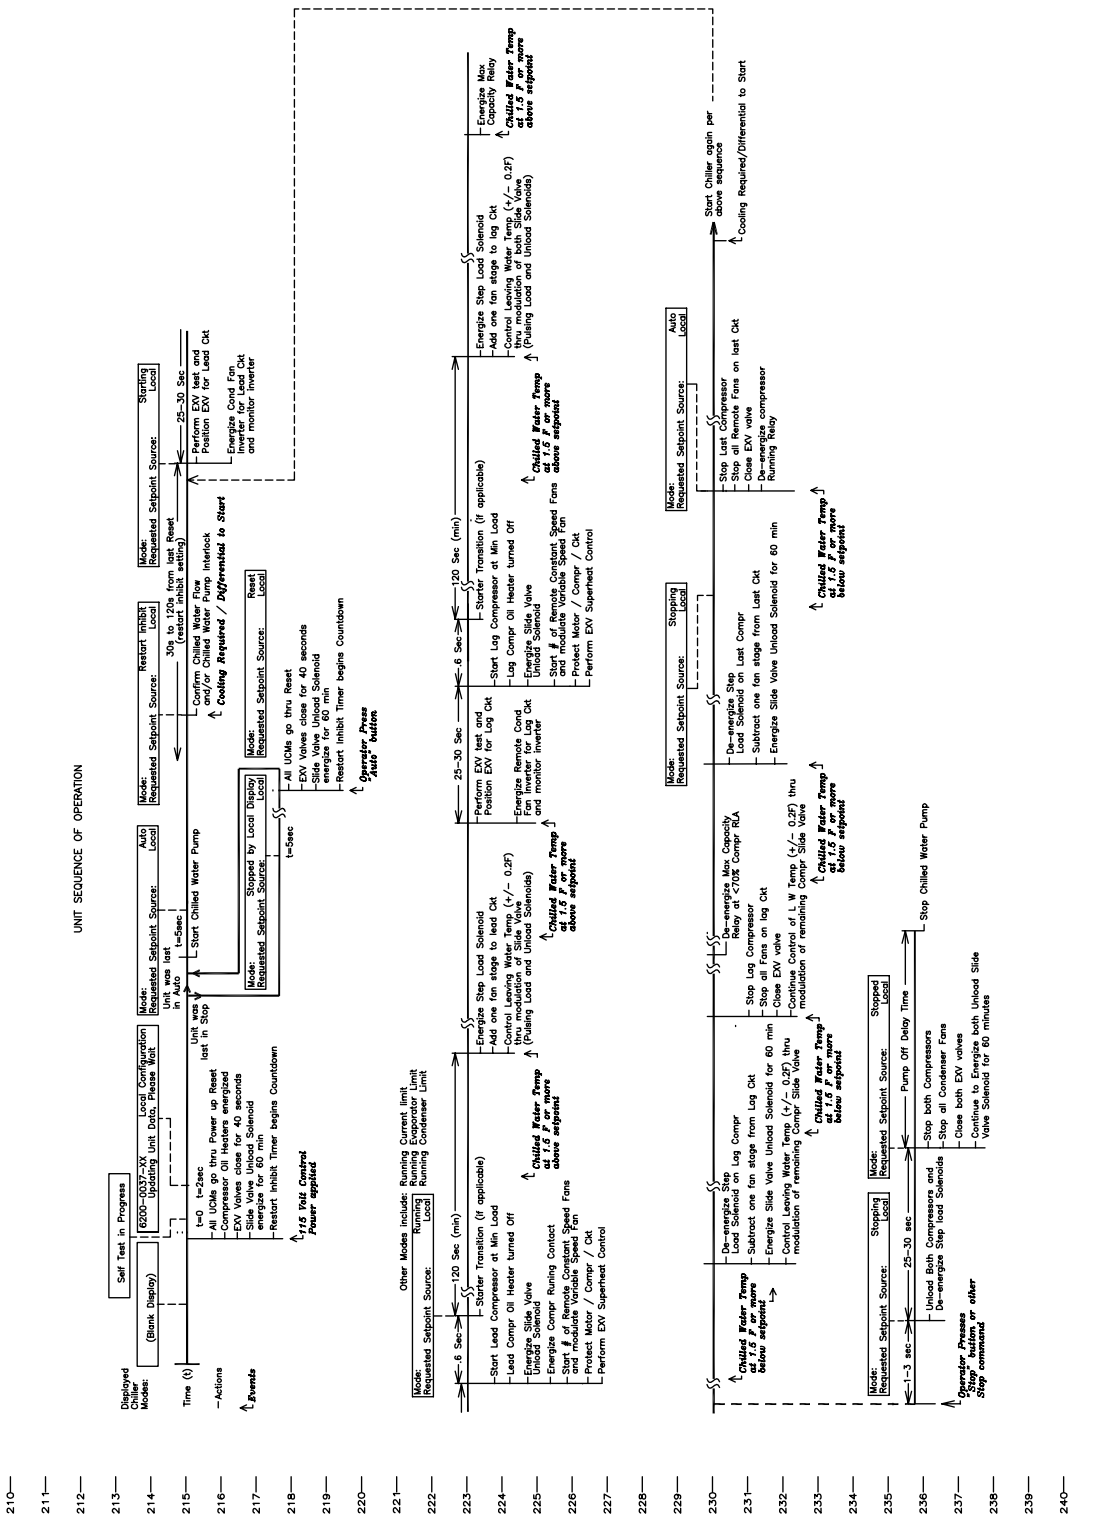 UNIT SEQUENCE OF OPERATION
Displayed
Chiller
Modes:
(Blank Display)
Self Test in Progress
6200-0037-XX Local Configuration
Updating Unit Data, Please Wait
Mode: Auto
Requested Setpoint Source: Local
Mode: Restart Inhibit
Requested Setpoint Source: Local
Mode: Starting
Requested Setpoint Source: Local
Time (t)
-Actions
Events
t=0 t=2sec
All UCMs go thru Power up Reset
Compressor Oil Heaters energized
EXV Valves close for 40 seconds
Slide Valve Unload Solenoid
energize for 60 min
Restart Inhibit Timer begins Countdown
115 Volt Control
Power applied
Unit was last
in Auto
t=5sec
Unit was
last in Stop
Start Chilled Water Pump
Mode: Stopped by Local Display
Requested Setpoint Source: Local
t=5sec
Mode: Reset
Requested Setpoint Source: Local
All UCMs go thru Reset
EXV Valves close for 40 seconds
Slide Valve Unload Solenoid
energize for 60 min
Restart Inhibit Timer begins Countdown
Operator Press
"Auto" button
30s to 120s from last Reset
(restart inhibit setting)
Confirm Chilled Water Flow
and/or Chilled Water Pump Interlock
Cooling Required / Differential to Start
25-30 Sec
Perform EXV test and
Position EXV for Lead Ckt
Energize Cond Fan
Inverter for Lead Ckt
and monitor inverter
Other Modes include: Running Current limit
Running Evaporator Limit
Running Condenser Limit
Mode: Running
Requested Setpoint Source: Local
.6 Sec
120 Sec (min)
Starter Transition (if applicable)
Start Lead Compressor at Min Load
Lead Compr Oil Heater turned Off
Energize Slide Valve
Unload Solenoid
Energize Compr Runing Contact
Start # of Remote Constant Speed Fans
and modulate Variable Speed Fan
Protect Motor / Compr / Ckt
Perform EXV Superheat Control
Chilled Water Temp
at 1.5 F or more
above setpoint
Energize Step Load Solenoid
Add one fan stage to lead Ckt
Control Leaving Water Temp (+/- 0.2F)
thru modulation of Slide Valve
(Pulsing Load and Unload Solenoids)
Chilled Water Temp
at 1.5 F or more
above setpoint
25-30 Sec
Perform EXV test and
Position EXV for Lag Ckt
Energize Remote Cond
Fan Inverter for Lag Ckt
and monitor inverter
.6 Sec
120 Sec (min)
Starter Transition (if applicable)
Start Lag Compressor at Min Load
Lag Compr Oil Heater turned Off
Energize Slide Valve
Unload Solenoid
Start # of Remote Constant Speed Fans
and modulate Variable Speed Fan
Protect Motor / Compr / Ckt
Perform EXV Superheat Control
Chilled Water Temp
at 1.5 F or more
above setpoint
Energize Step Load Solenoid
Add one fan stage to lag Ckt
Control Leaving Water Temp (+/- 0.2F)
thru modulation of both Slide Valve
(Pulsing Load and Unload Solenoids)
Energize Max
Capacity Relay
Chilled Water Temp
at 1.5 F or more
above setpoint
Chilled Water Temp
at 1.5 F or more
below setpoint
De-energize Step
Load Solenoid on Lag Compr
Subtract one fan stage from Lag Ckt
Energize Slide Valve Unload Solenoid for 60 min
Control Leaving Water Temp (+/- 0.2F) thru
modulation of remaining Compr Slide Valve
Chilled Water Temp
at 1.5 F or more
below setpoint
De-energize Max Capacity
Relay at <70% Compr RLA
Stop Lag Compressor
Stop all Fans on lag Ckt
Close EXV valve
Continue Control of L W Temp (+/- 0.2F) thru
modulation of remaining Compr Slide Valve
Chilled Water Temp
at 1.5 F or more
below setpoint
Mode: Stopping
Requested Setpoint Source: Local
De-energize Step
Load Solenoid on Last Compr
Subtract one fan stage from Last Ckt
Energize Slide Valve Unload Solenoid for 60 min
Chilled Water Temp
at 1.5 F or more
below setpoint
Mode: Auto
Requested Setpoint Source: Local
Stop Last Compressor
Stop all Remote Fans on last Ckt
Close EXV valve
De-energize compressor
Running Relay
Start Chiller again per
above sequence
Cooling Required/Differential to Start
Mode: Stopping
Requested Setpoint Source: Local
Mode: Stopped
Requested Setpoint Source: Local
1-3 sec
25-30 sec
Pump Off Delay Time
Operator Presses
"Stop" button or other
Stop command
Unload Both Compressors and
De-energize Step load Solenoids
Stop both Compressors
Stop all Condenser Fans
Close both EXV valves
Continue to Energize both Unload Slide
Valve Solenoid for 60 minutes
Stop Chilled Water Pump
210
211
212
213
214
215
216
217
218
219
220
221
222
223
224
225
226
227
228
229
230
231
232
233
234
235
236
237
238
239
240